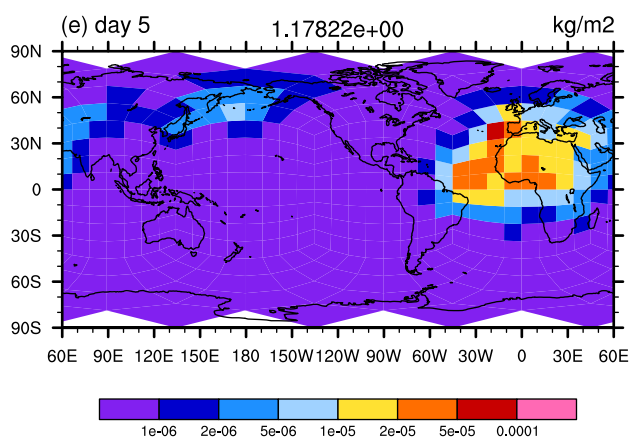 (e) day 5 1.17822e+00 kg/m2
90N
60N
30N
0
30S
60S
90S
60E 90E 120E 150E 180 150W 120W 90W 60W 30W 0 30E 60E
1e-06 2e-06 5e-06 1e-05 2e-05 5e-05 0.0001